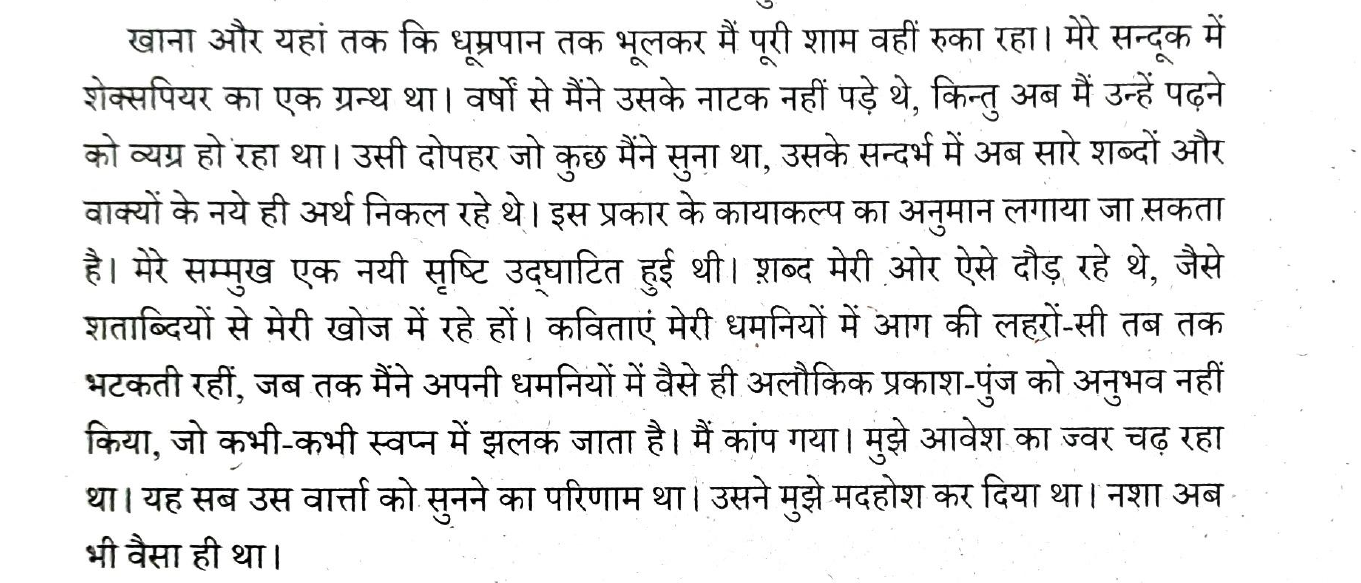 खाना और यहां तक कि धूम्रपान तक भूलकर मैं पूरी शाम वहीं रुका रहा। मेरे सन्दूक में
शेक्सपियर का एक ग्रन्थ था। वर्षों से मैंने उसके नाटक नहीं पड़े थे, किन्तु अब मैं उन्हें पढ़ने
को व्यग्र हो रहा था। उसी दोपहर जो कुछ मैंने सुना था, उसके सन्दर्भ में अब सारे शब्दों और
वाक्यों के नये ही अर्थ निकल रहे थे। इस प्रकार के कायाकल्प का अनुमान लगाया जा सकता
है। मेरे सम्मुख एक नयी सृष्टि उद्घाटित हुई थी। शब्द मेरी ओर ऐसे दौड़ रहे थे, जैसे
शताब्दियों से मेरी खोज में रहे हों। कविताएं मेरी धमनियों में आग की लहरों-सी तब तक
भटकती रहीं, जब तक मैंने अपनी धमनियों में वैसे ही अलौकिक प्रकाश-पुंज को अनुभव नहीं
किया, जो कभी-कभी स्वप्न में झलक जाता है। मैं कांप गया। मुझे आवेश का ज्वर चढ़ रहा
था। यह सब उस वार्त्ता को सुनने का परिणाम था। उसने मुझे मदहोश कर दिया था। नशा अब
भी वैसा ही था।